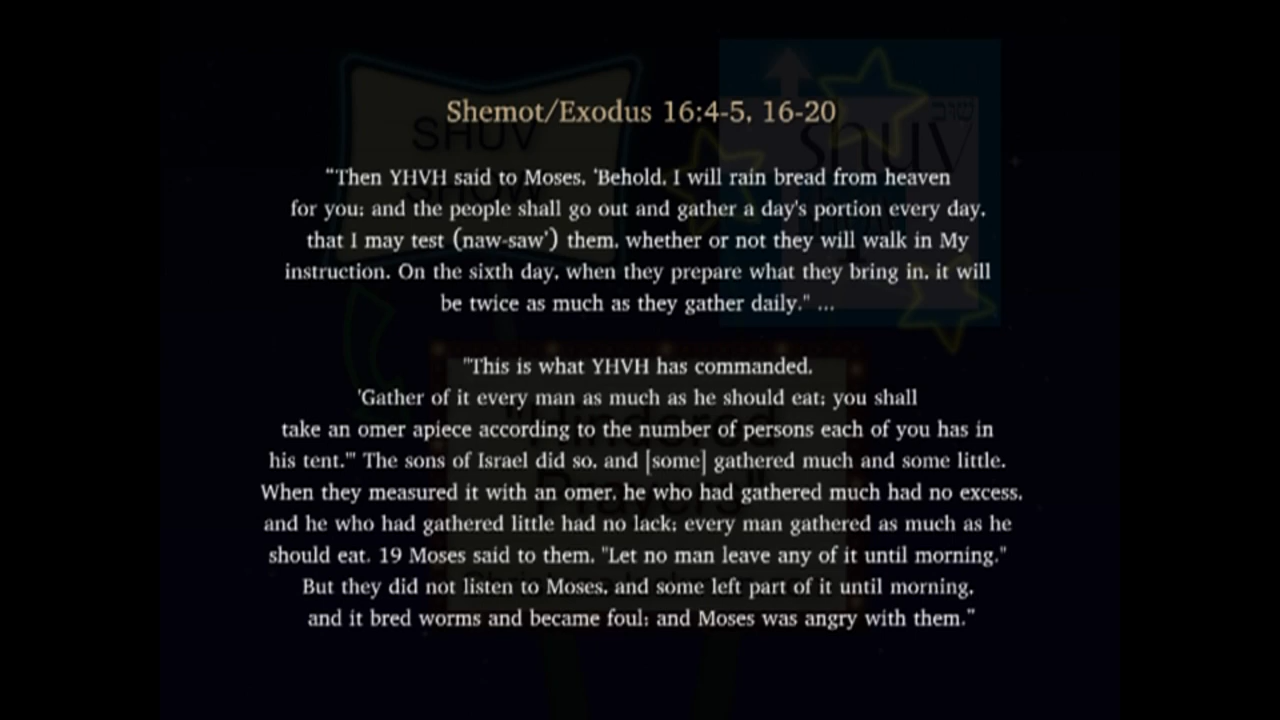 Shemot/Exodus 16:4-5, 16-20
"Then YHVH said to Moses, 'Behold, I will rain bread from heaven
for you; and the people shall go out and gather a day's portion every day,
that I may test (naw-saw') them, whether or not they will walk in My
instruction. On the sixth day, when they prepare what they bring in, it will
be twice as much as they gather daily." ...
"This is what YHVH has commanded,
'Gather of it every man as much as he should eat; you shall
take an omer apiece according to the number of persons each of you has in
his tent.'" The sons of Israel did so, and [some] gathered much and some little.
When they measured it with an omer, he who had gathered much had no excess,
and he who had gathered little had no lack; every man gathered as much as he
should eat. 19 Moses said to them, "Let no man leave any of it until morning."
But they did not listen to Moses, and some left part of it until morning,
and it bred worms and became foul; and Moses was angry with them."
SHUV
SHOW
שוב
shuv
"Hindered
Prayers"